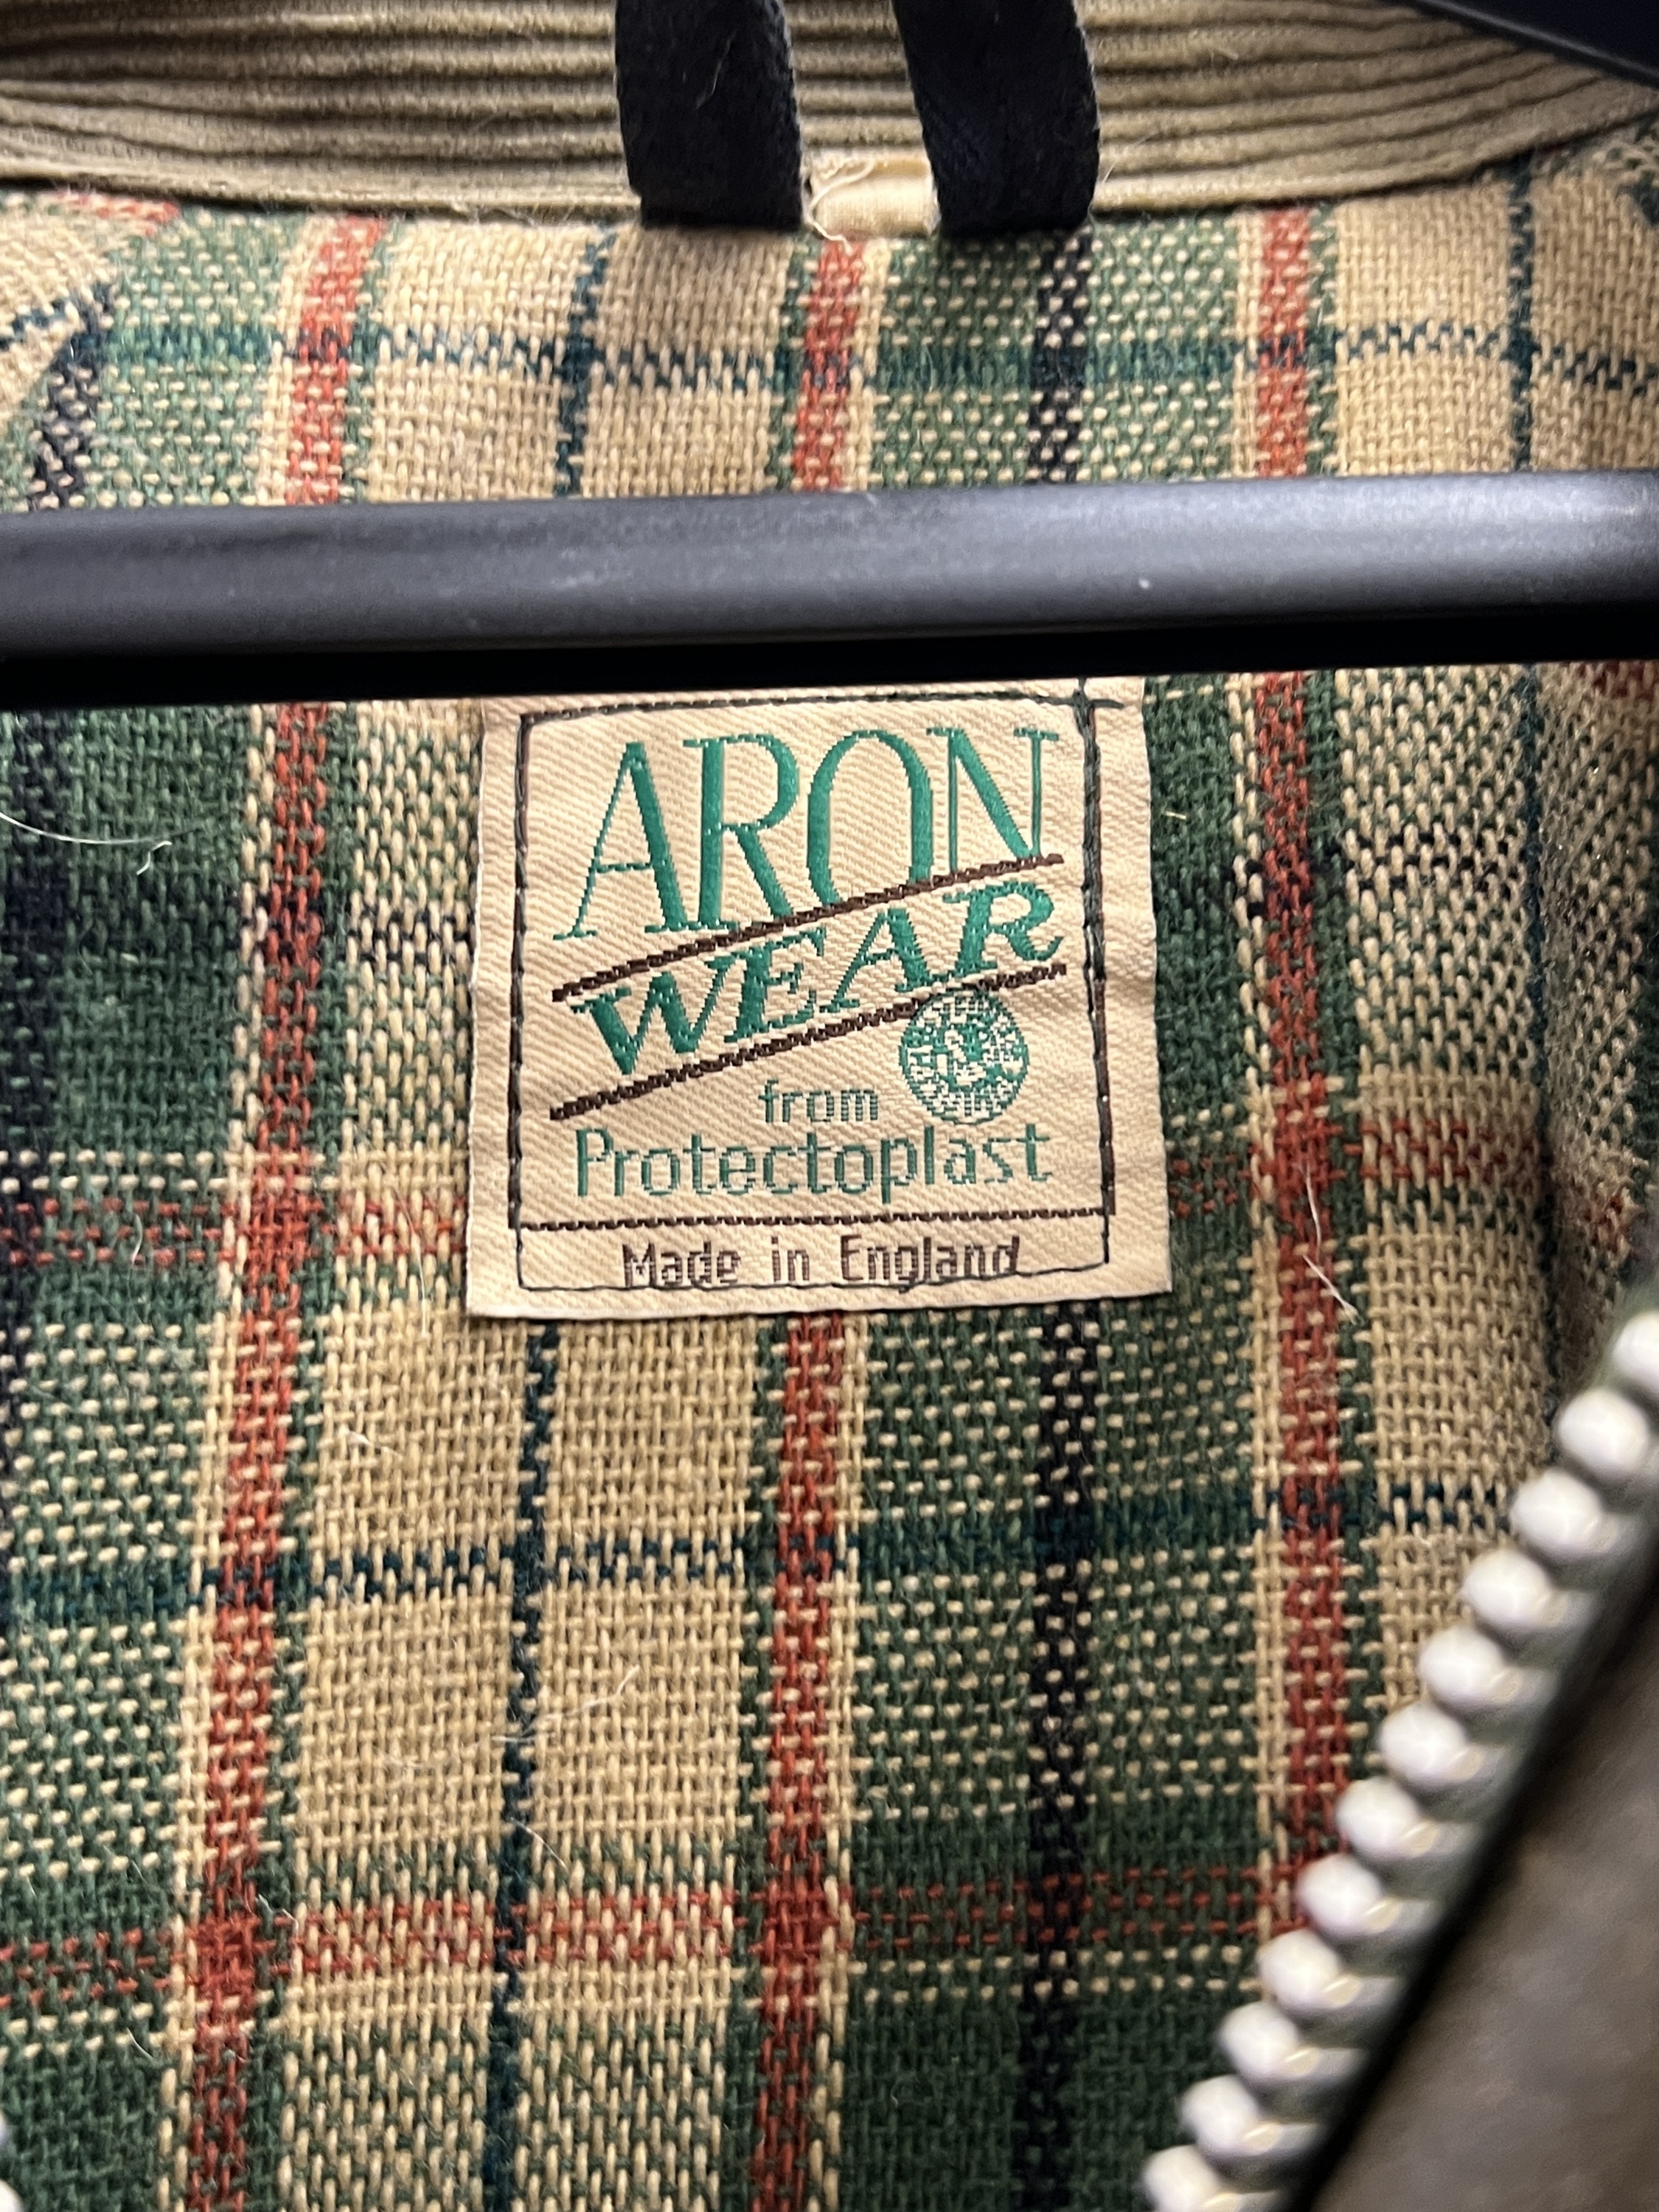 ARON
WEAR
from
Protectoplast
Made in England